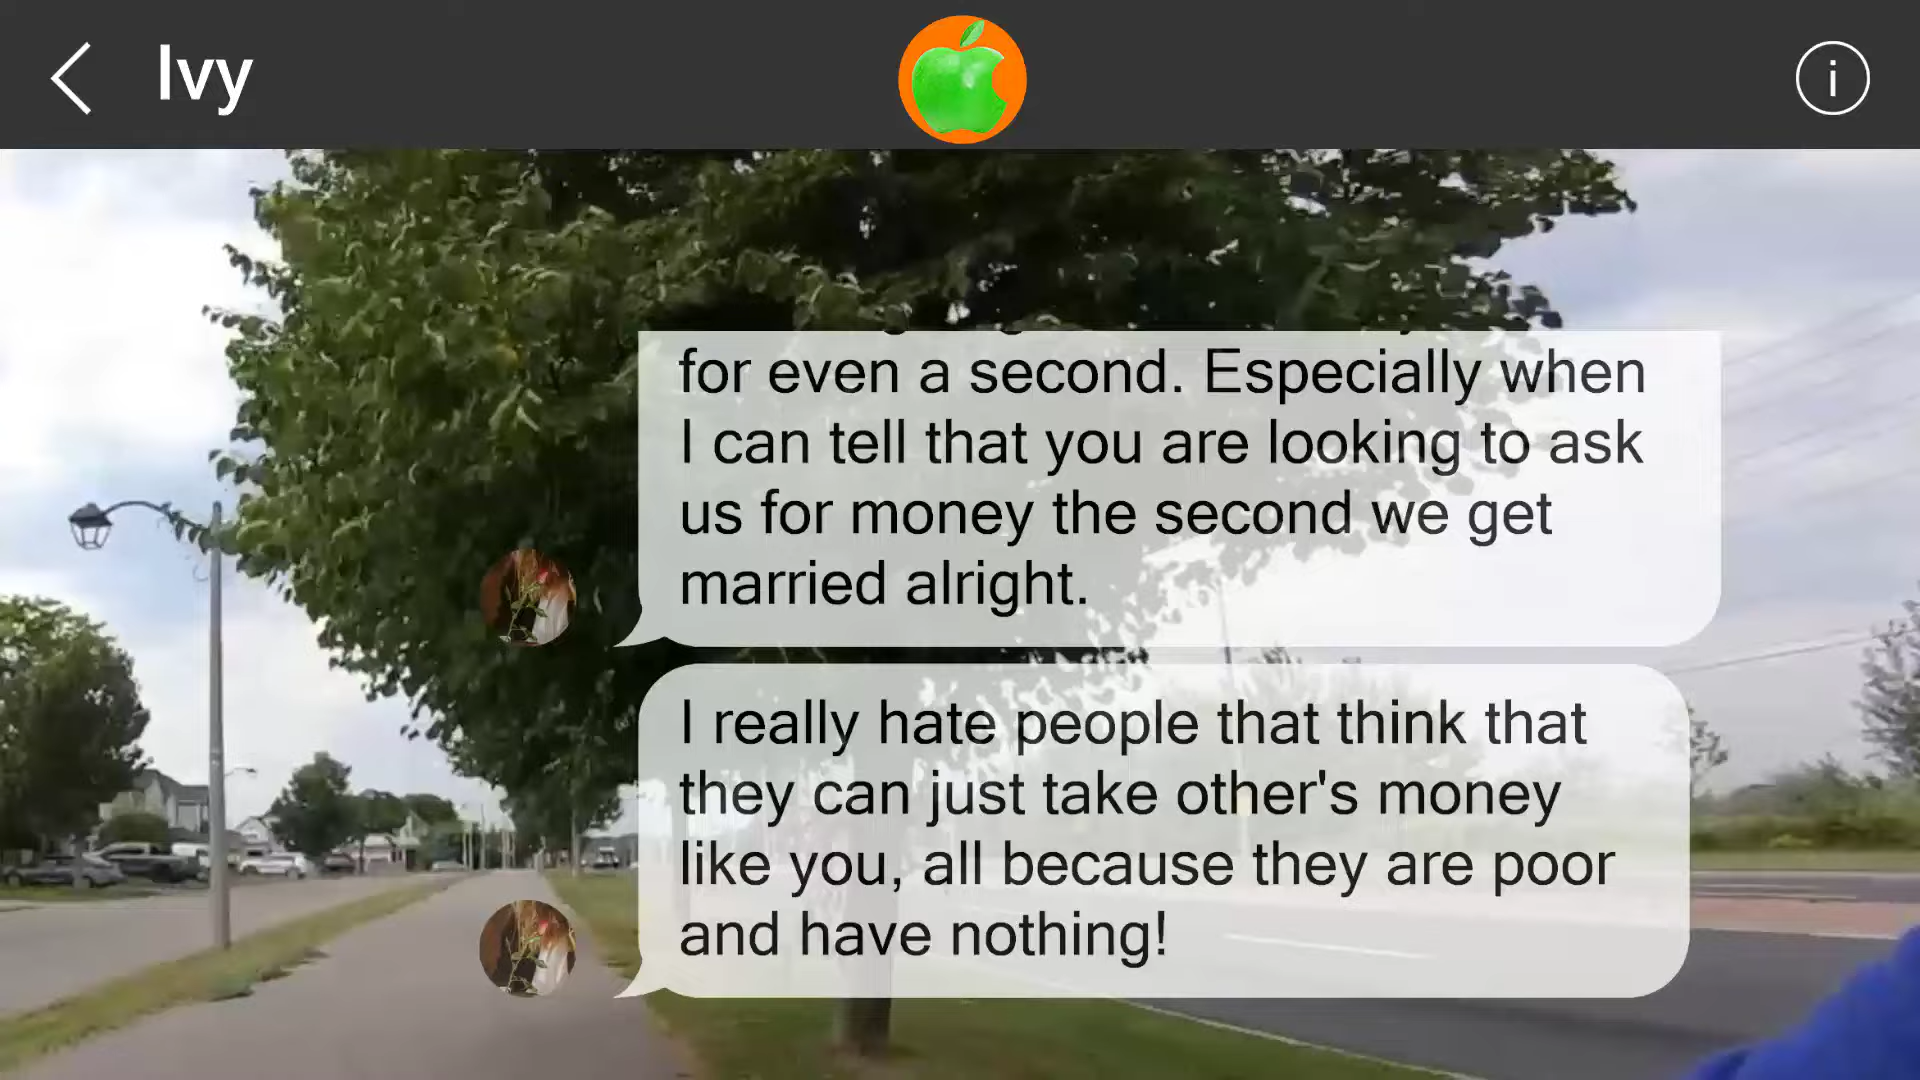 Ivy
for even a second. Especially when
I can tell that you are looking to ask
us for money the second we get
married alright.
I really hate people that think that
they can just take other's money
like you, all because they are poor
and have nothing!